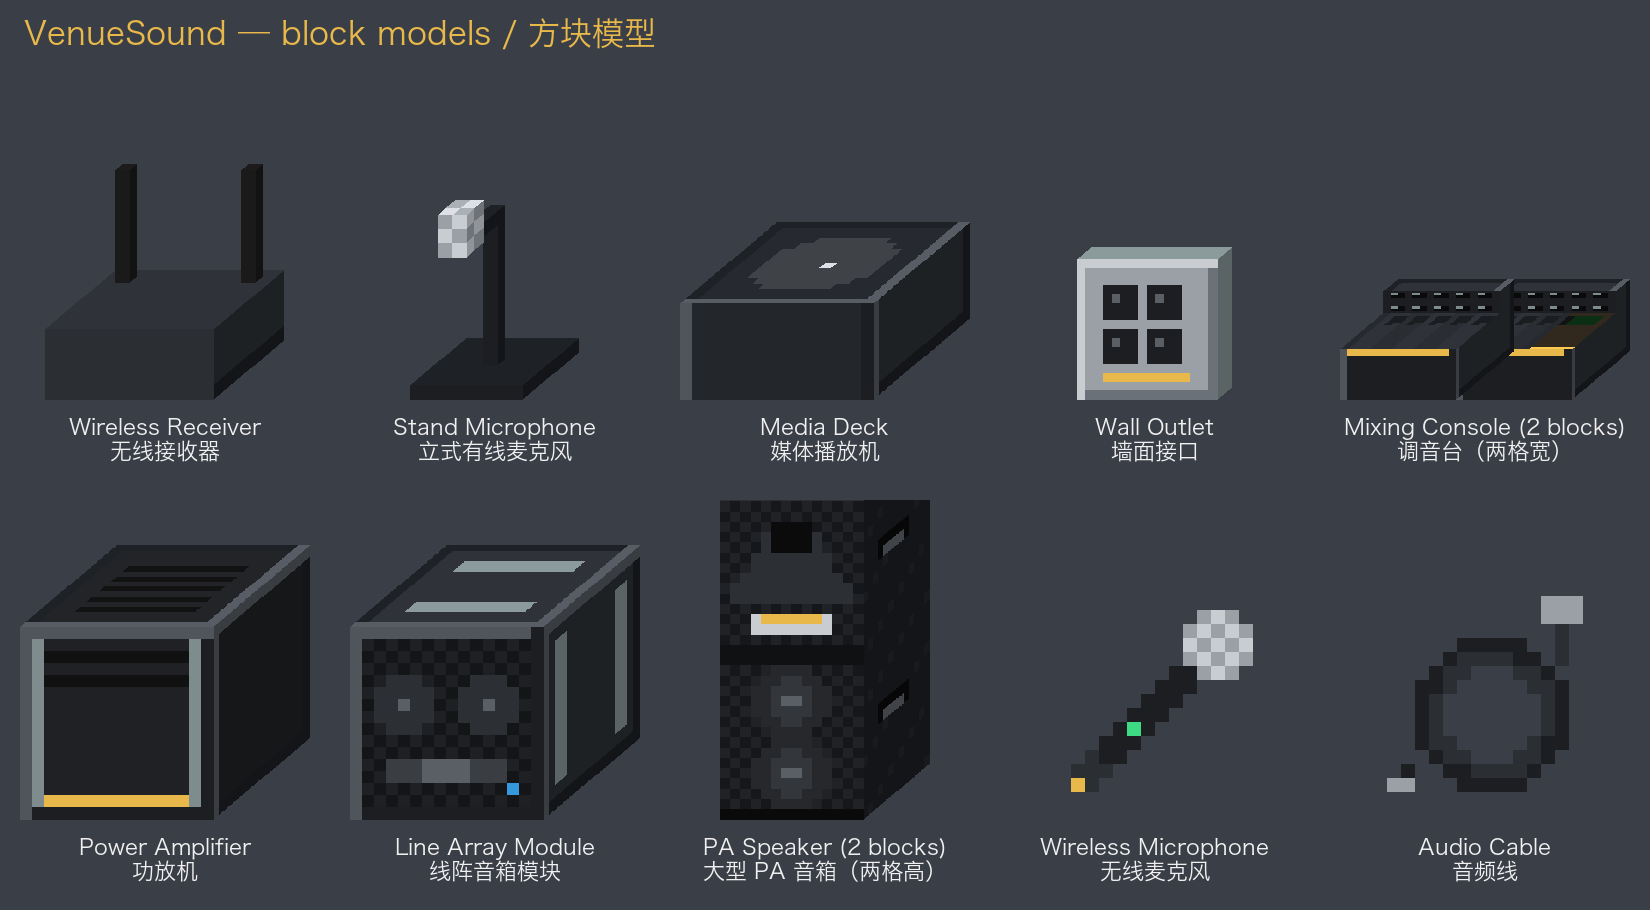 VenueSound — block models / 方块模型
Wireless Receiver
无线接收器
Stand Microphone
立式有线麦克风
Media Deck
媒体播放机
Wall Outlet
墙面接口
Mixing Console (2 blocks)
调音台（两格宽）
Power Amplifier
功放机
Line Array Module
线阵音箱模块
PA Speaker (2 blocks)
大型 PA 音箱（两格高）
Wireless Microphone
无线麦克风
Audio Cable
音频线